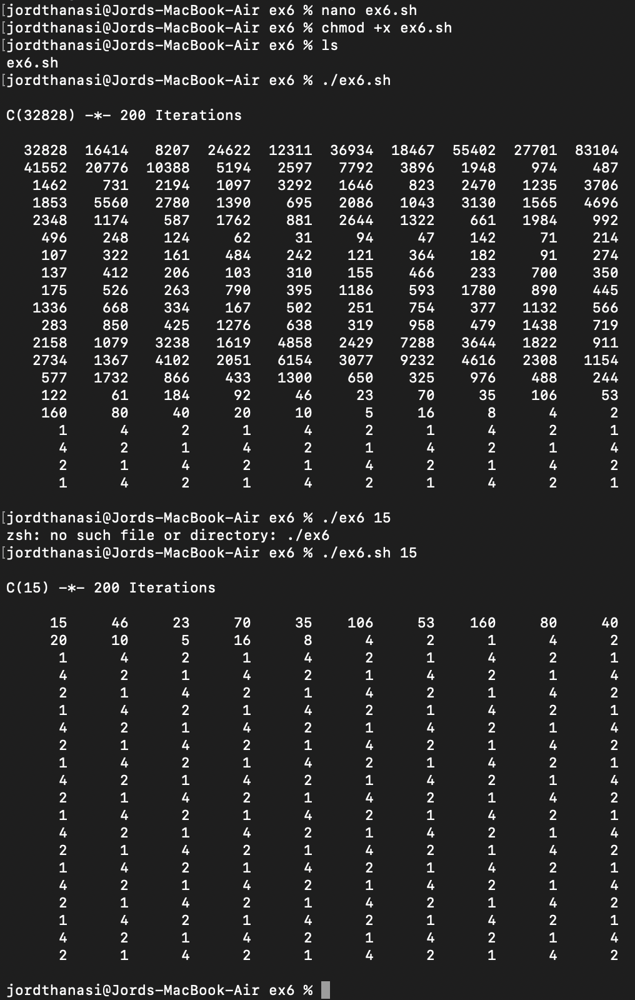 [jordthanasi@Jords-MacBook-Air ex6 % nano ex6.sh
[jordthanasi@Jords-MacBook-Air ex6 % chmod +x ex6.sh
[jordthanasi@Jords-MacBook-Air ex6 % ls
ex6.sh
[jordthanasi@Jords-MacBook-Air ex6 % ./ex6.sh

C(32828) -*- 200 Iterations

32828 16414 8207 24622 12311 36934 18467 55402 27701 83104
41552 20776 10388 5194 2597 7792 3896 1948 974 487
1462 731 2194 1097 3292 1646 823 2470 1235 3706
1853 5560 2780 1390 695 2086 1043 3130 1565 4696
2348 1174 587 1762 881 2644 1322 661 1984 992
496 248 124 62 31 94 47 142 71 214
107 322 161 484 242 121 364 182 91 274
137 412 206 103 310 155 466 233 700 350
175 526 263 790 395 1186 593 1780 890 445
1336 668 334 167 502 251 754 377 1132 566
283 850 425 1276 638 319 958 479 1438 719
2158 1079 3238 1619 4858 2429 7288 3644 1822 911
2734 1367 4102 2051 6154 3077 9232 4616 2308 1154
577 1732 866 433 1300 650 325 976 488 244
122 61 184 92 46 23 70 35 106 53
160 80 40 20 10 5 16 8 4 2
1 4 2 1 4 2 1 4 2 1
4 2 1 4 2 1 4 2 1 4
2 1 4 2 1 4 2 1 4 2
1 4 2 1 4 2 1 4 2 1

[jordthanasi@Jords-MacBook-Air ex6 % ./ex6 15
zsh: no such file or directory: ./ex6
[jordthanasi@Jords-MacBook-Air ex6 % ./ex6.sh 15

C(15) -*- 200 Iterations

15 46 23 70 35 106 53 160 80 40
20 10 5 16 8 4 2 1 4 2
1 4 2 1 4 2 1 4 2 1
4 2 1 4 2 1 4 2 1 4
2 1 4 2 1 4 2 1 4 2
1 4 2 1 4 2 1 4 2 1
4 2 1 4 2 1 4 2 1 4
2 1 4 2 1 4 2 1 4 2
1 4 2 1 4 2 1 4 2 1
4 2 1 4 2 1 4 2 1 4
2 1 4 2 1 4 2 1 4 2
1 4 2 1 4 2 1 4 2 1
4 2 1 4 2 1 4 2 1 4
2 1 4 2 1 4 2 1 4 2
1 4 2 1 4 2 1 4 2 1
4 2 1 4 2 1 4 2 1 4
2 1 4 2 1 4 2 1 4 2
1 4 2 1 4 2 1 4 2 1
4 2 1 4 2 1 4 2 1 4
2 1 4 2 1 4 2 1 4 2

jordthanasi@Jords-MacBook-Air ex6 %